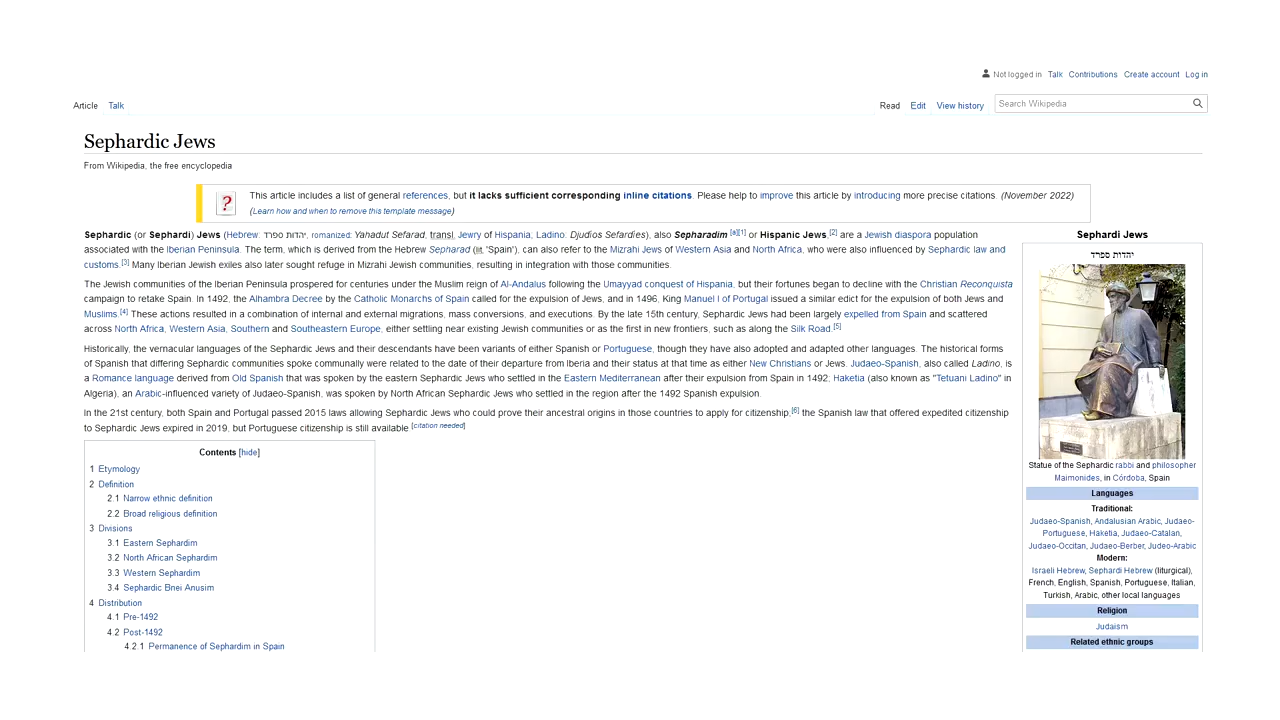 Not logged in Talk Contributions Create account Log in
Article Talk
Read Edit View history Search Wikipedia
Sephardic Jews
From Wikipedia, the free encyclopedia
This article includes a list of general references, but it lacks sufficient corresponding inline citations. Please help to improve this article by introducing more precise citations. (November 2022)
(Learn how and when to remove this template message)
Sephardic (or Sephardi) Jews (Hebrew: יהדות ספרד, romanized: Yahadut Sefarad, transl. Jewry of Hispania; Ladino: Djudíos Sefardíes), also Sepharadim [a][1] or Hispanic Jews,[2] are a Jewish diaspora population
associated with the Iberian Peninsula. The term, which is derived from the Hebrew Sepharad (lit. 'Spain'), can also refer to the Mizrahi Jews of Western Asia and North Africa, who were also influenced by Sephardic law and
customs.[3] Many Iberian Jewish exiles also later sought refuge in Mizrahi Jewish communities, resulting in integration with those communities.
The Jewish communities of the Iberian Peninsula prospered for centuries under the Muslim reign of Al-Andalus following the Umayyad conquest of Hispania, but their fortunes began to decline with the Christian Reconquista
campaign to retake Spain. In 1492, the Alhambra Decree by the Catholic Monarchs of Spain called for the expulsion of Jews, and in 1496, King Manuel I of Portugal issued a similar edict for the expulsion of both Jews and
Muslims.[4] These actions resulted in a combination of internal and external migrations, mass conversions, and executions. By the late 15th century, Sephardic Jews had been largely expelled from Spain and scattered
across North Africa, Western Asia, Southern and Southeastern Europe, either settling near existing Jewish communities or as the first in new frontiers, such as along the Silk Road.[5]
Historically, the vernacular languages of the Sephardic Jews and their descendants have been variants of either Spanish or Portuguese, though they have also adopted and adapted other languages. The historical forms
of Spanish that differing Sephardic communities spoke communally were related to the date of their departure from Iberia and their status at that time as either New Christians or Jews. Judaeo-Spanish, also called Ladino, is
a Romance language derived from Old Spanish that was spoken by the eastern Sephardic Jews who settled in the Eastern Mediterranean after their expulsion from Spain in 1492; Haketia (also known as "Tetuani Ladino" in
Algeria), an Arabic-influenced variety of Judaeo-Spanish, was spoken by North African Sephardic Jews who settled in the region after the 1492 Spanish expulsion.
In the 21st century, both Spain and Portugal passed 2015 laws allowing Sephardic Jews who could prove their ancestral origins in those countries to apply for citizenship;[6] the Spanish law that offered expedited citizenship
to Sephardic Jews expired in 2019, but Portuguese citizenship is still available.[citation needed]
Contents [hide]
1 Etymology
2 Definition
2.1 Narrow ethnic definition
2.2 Broad religious definition
3 Divisions
3.1 Eastern Sephardim
3.2 North African Sephardim
3.3 Western Sephardim
3.4 Sephardic Bnei Anusim
4 Distribution
4.1 Pre-1492
4.2 Post-1492
4.2.1 Permanence of Sephardim in Spain
Sephardi Jews
יהדות ספרד
Statue of the Sephardic rabbi and philosopher
Maimonides, in Córdoba, Spain
Languages
Traditional:
Judaeo-Spanish, Andalusian Arabic, Judaeo-
Portuguese, Haketia, Judaeo-Catalan,
Judaeo-Occitan, Judaeo-Berber, Judeo-Arabic
Modern:
Israeli Hebrew, Sephardi Hebrew (liturgical),
French, English, Spanish, Portuguese, Italian,
Turkish, Arabic, other local languages
Religion
Judaism
Related ethnic groups